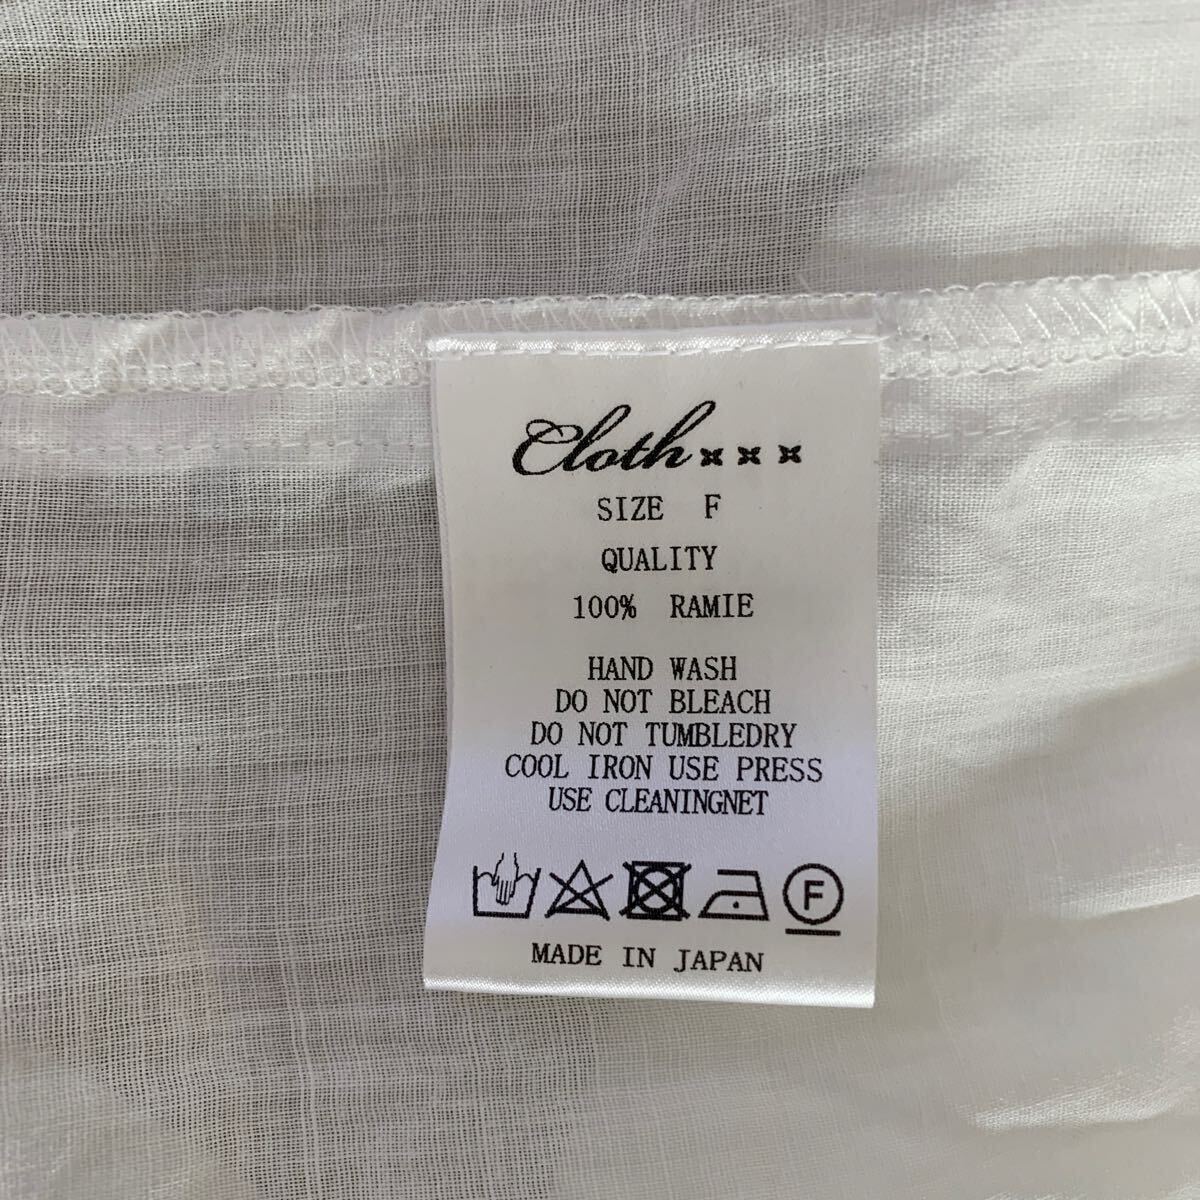 Cloth×××
SIZE F
QUALITY
100% RAMIE
HAND WASH
DO NOT BLEACH
DO NOT TUMBLEDRY
COOL IRON USE PRESS
USE CLEANINGNET
F
MADE IN JAPAN